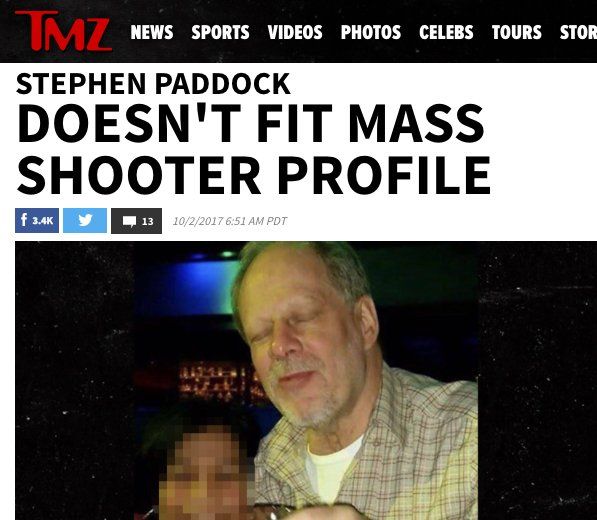 TMZ NEWS SPORTS VIDEOS PHOTOS CELEBS TOURS STOR
STEPHEN PADDOCK
DOESN'T FIT MASS
SHOOTER PROFILE
f 3.4K 13 10/2/2017 6:51 AM PDT